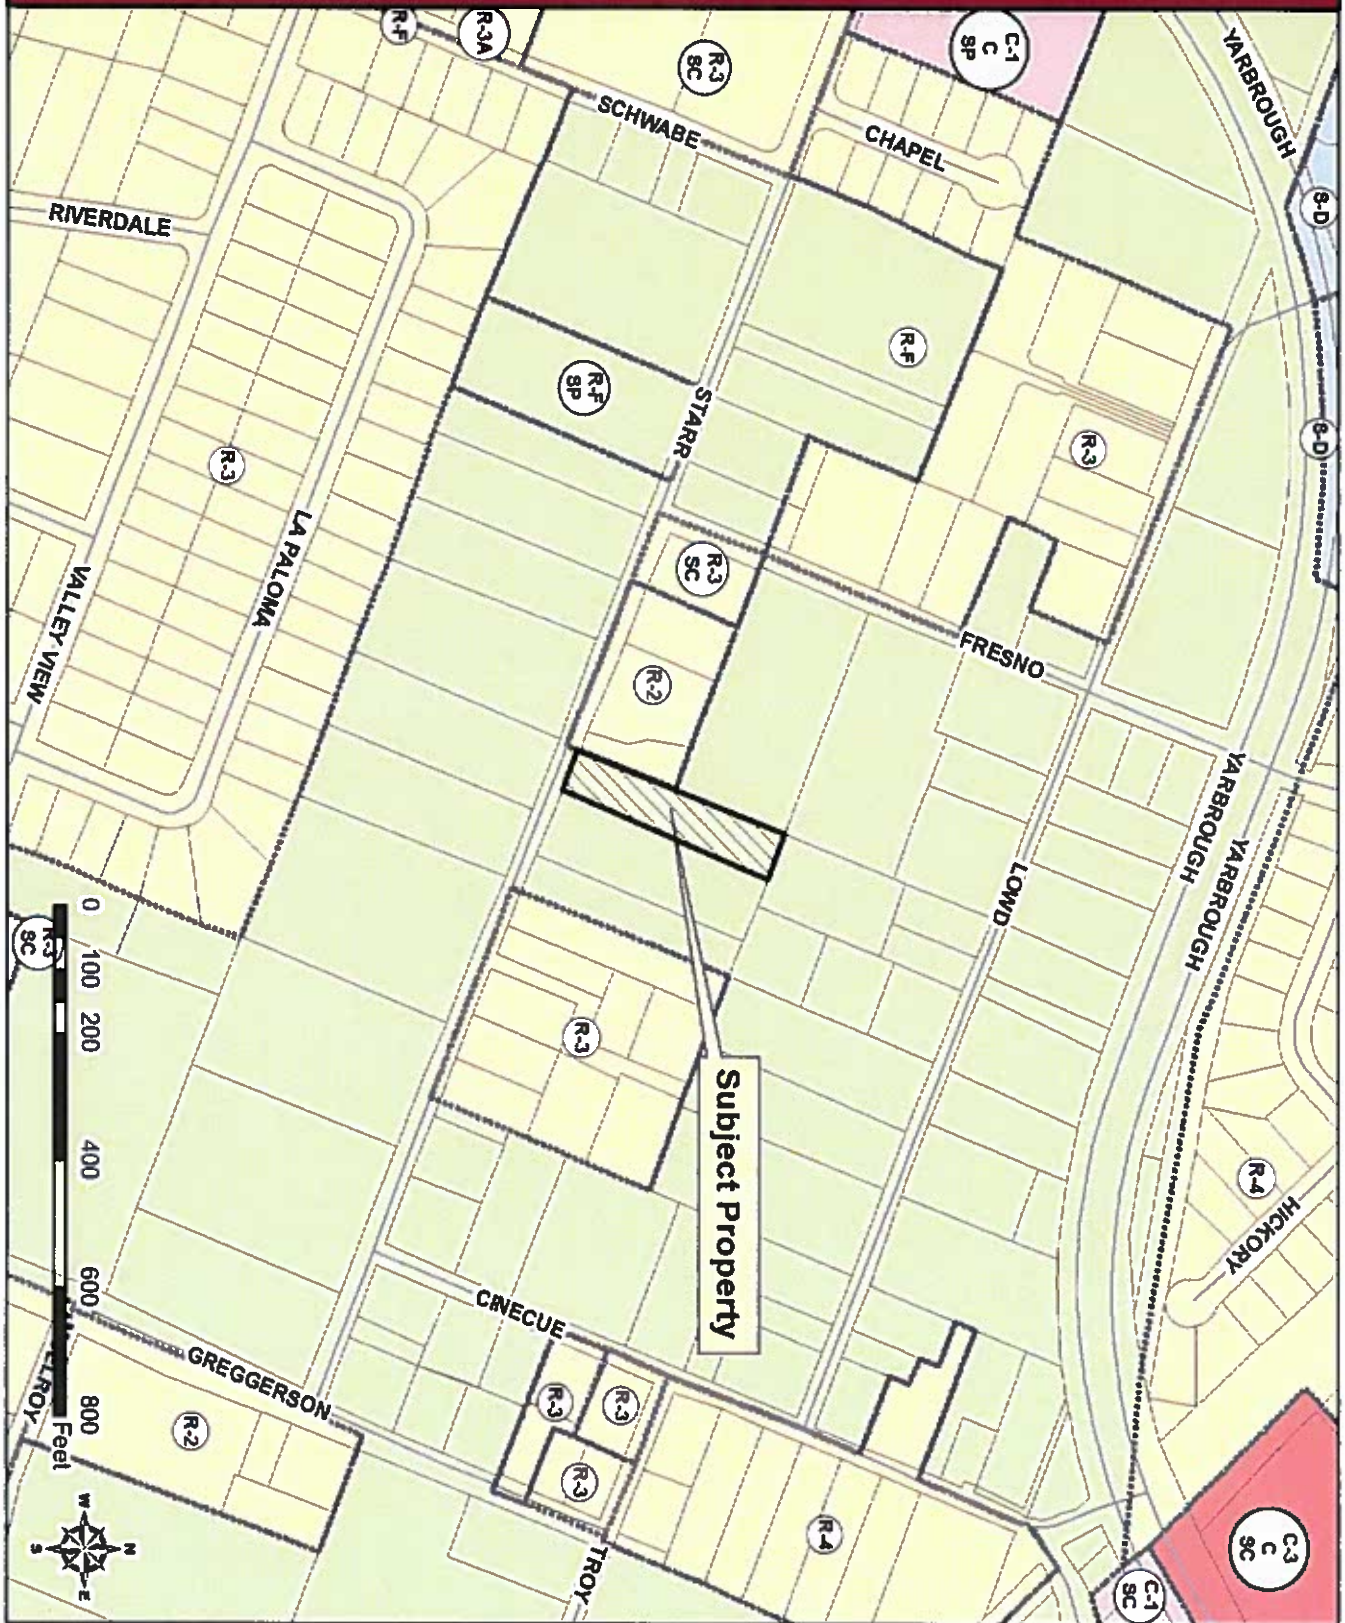 R-F
R-3A
R-3
SC
C-1
C
SP
YARBROUGH
SCHWABE
CHAPEL
S-D
RIVERDALE
R-F
R-F
SP
STARR
R-3
S-D
R-3
LA PALOMA
R-3
SC
FRESNO
VALLEY VIEW
R-2
YARBROUGH
YARBROUGH
LOWD
R-3
SC
R-3
Subject Property
R-4
HICKORY
CINECUE
GREGGERSON
R-3
R-3
R-3
R-2
R-4
TROY
C-3
C
SC
C-1
SC
0 100 200 400 600 800
Feet
N
W E
S